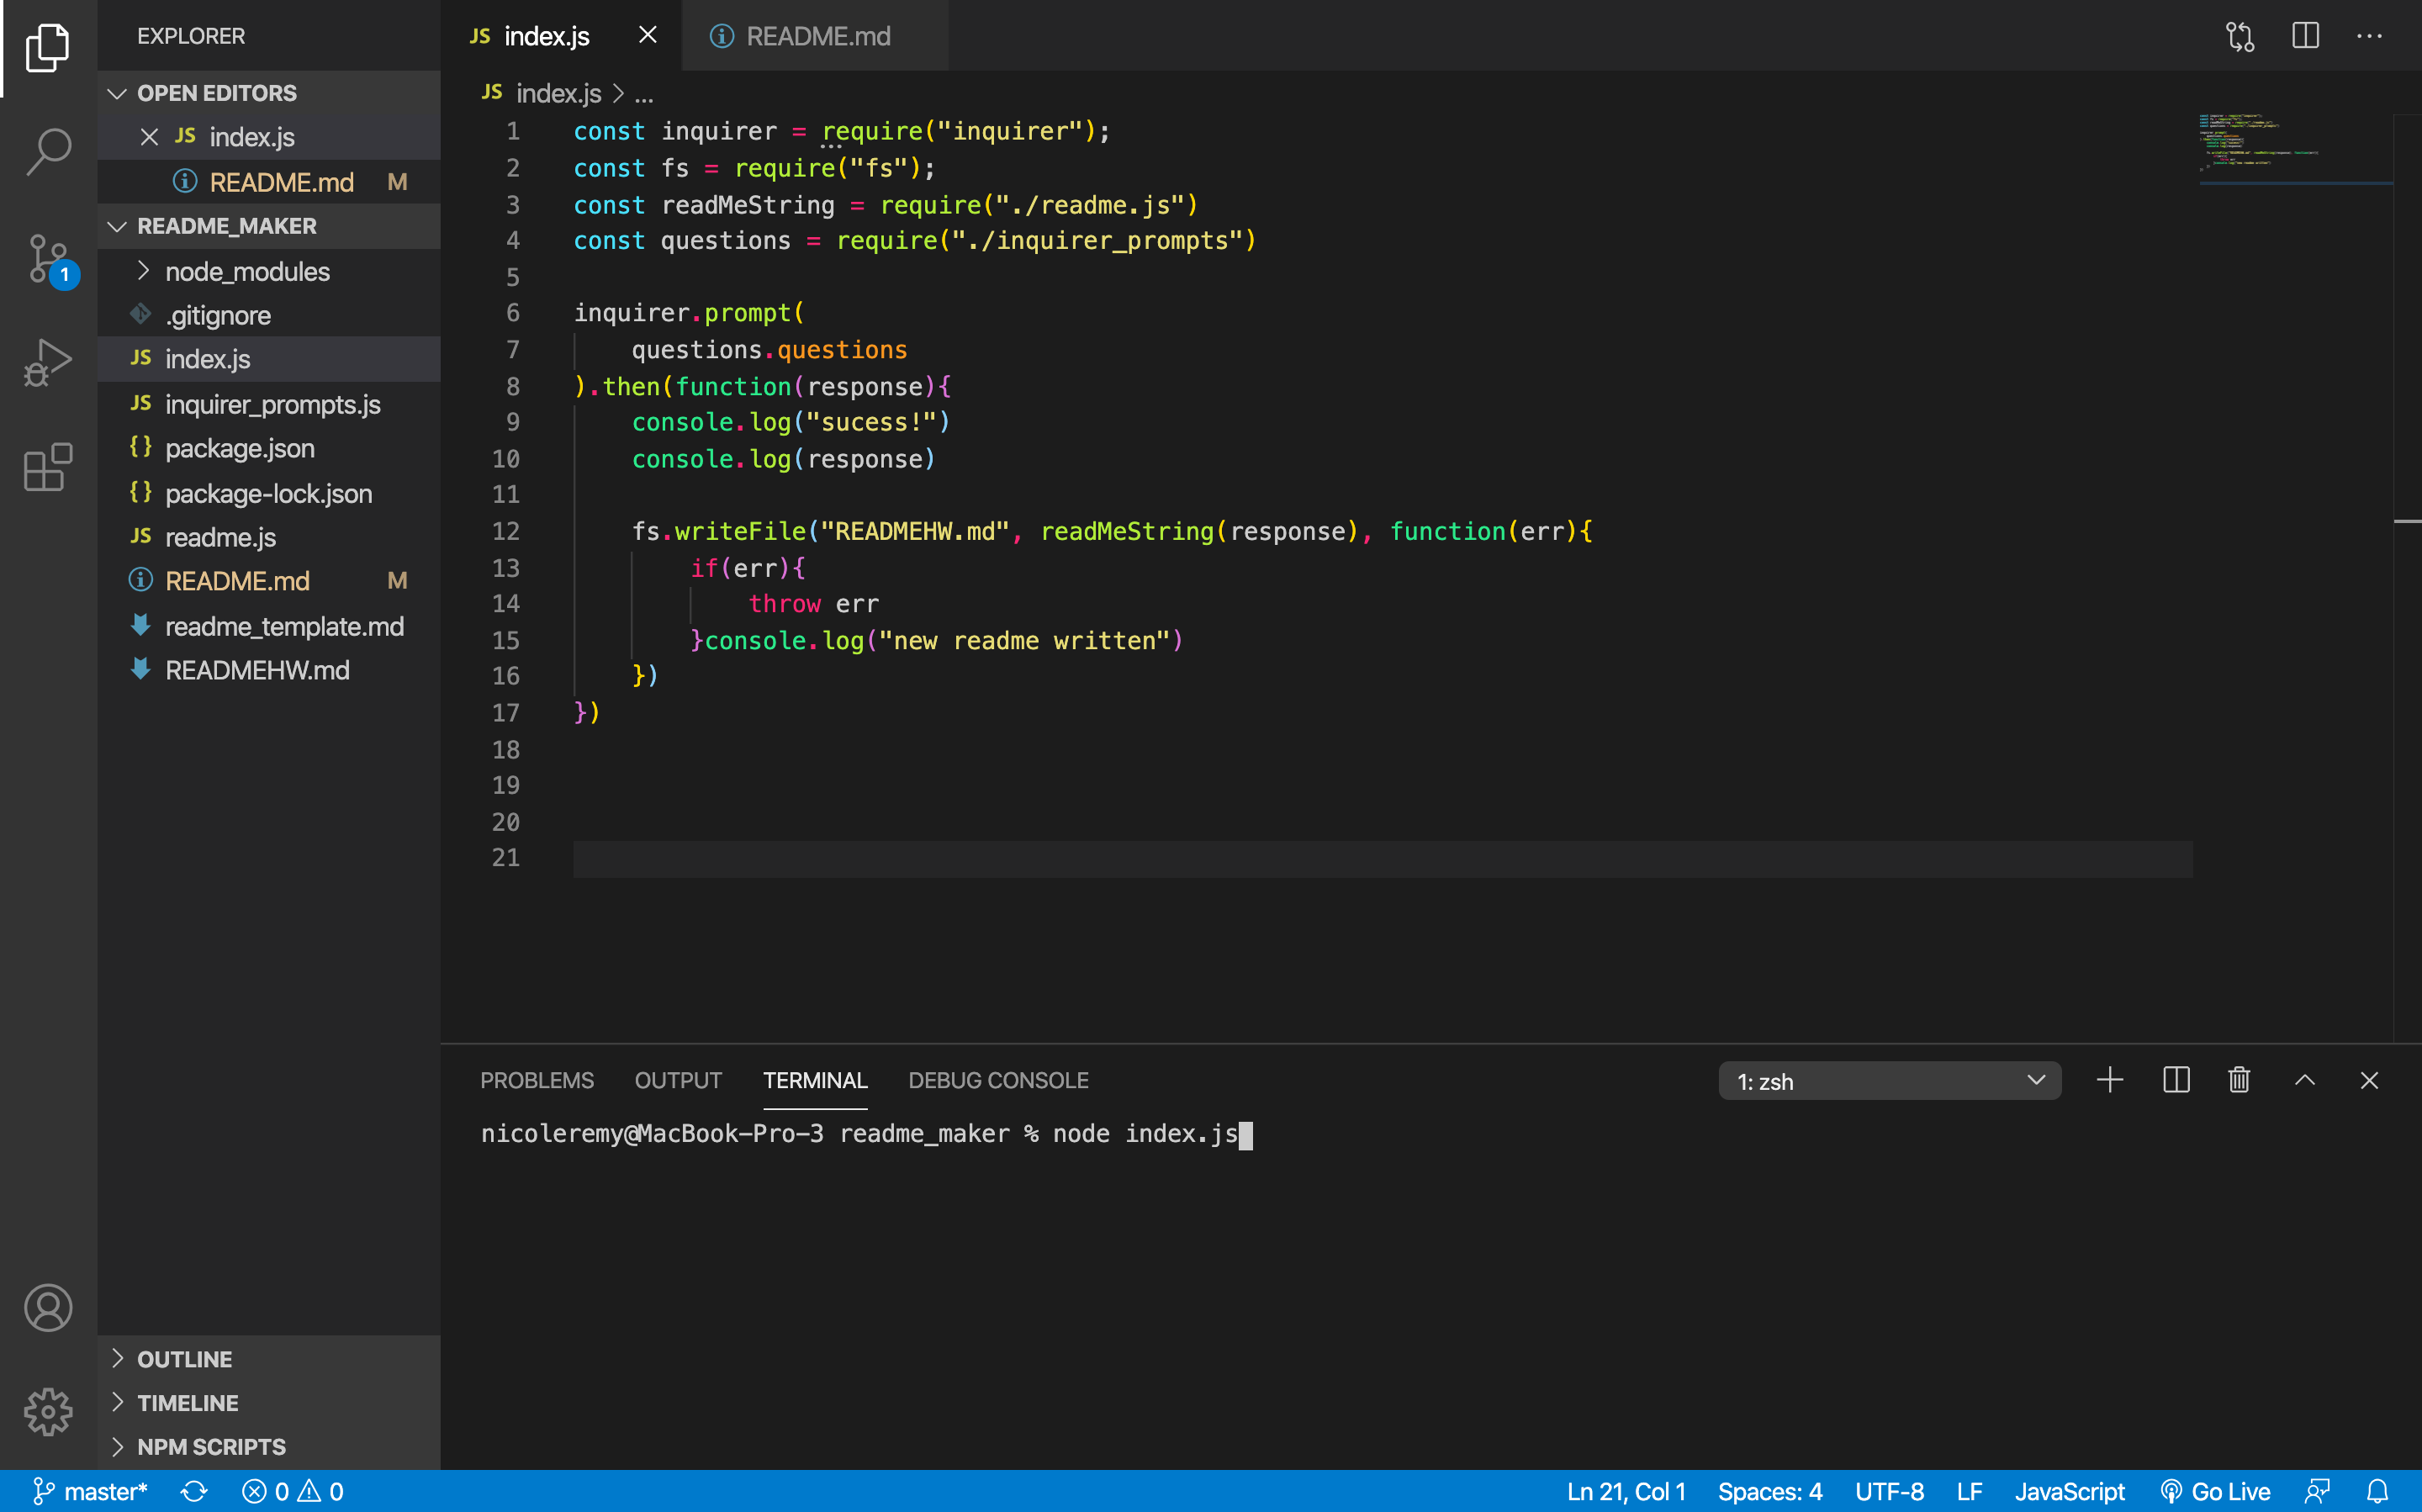 EXPLORER
OPEN EDITORS
JS index.js
README.md M
README_MAKER
node_modules
.gitignore
JS index.js
JS inquirer_prompts.js
{} package.json
{} package-lock.json
JS readme.js
README.md M
readme_template.md
READMEHW.md
OUTLINE
TIMELINE
NPM SCRIPTS
1
JS index.js
README.md
JS index.js > ...
1 const inquirer = require("inquirer");
2 const fs = require("fs");
3 const readMeString = require("./readme.js")
4 const questions = require("./inquirer_prompts")
5
6 inquirer.prompt(
7     questions.questions
8 ).then(function(response){
9     console.log("sucess!")
10     console.log(response)
11
12     fs.writeFile("READMEHW.md", readMeString(response), function(err){
13         if(err){
14             throw err
15         }console.log("new readme written")
16     })
17 })
18
19
20
21
PROBLEMS OUTPUT TERMINAL DEBUG CONSOLE 1: zsh
nicoleremy@MacBook-Pro-3 readme_maker % node index.js
master* 0 0 Ln 21, Col 1 Spaces: 4 UTF-8 LF JavaScript Go Live